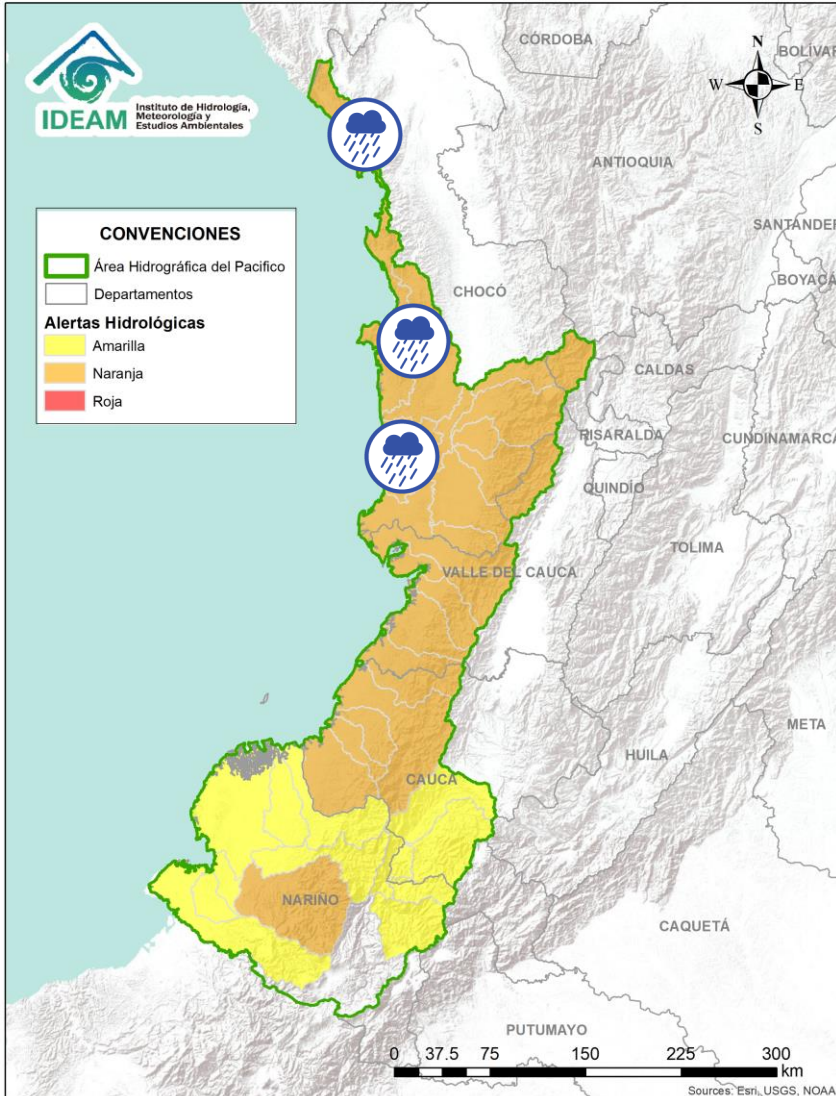 IDEAM
Instituto de Hidrología,
Meteorología y
Estudios Ambientales
CÓRDOBA
BOLÍVAR
N
W
E
S
ANTIOQUIA
SANTANDER
BOYACÁ
CONVENCIONES
Área Hidrográfica del Pacifico
Departamentos
Alertas Hidrológicas
Amarilla
Naranja
Roja
CHOCÓ
CALDAS
RISARALDA
CUNDINAMARCA
QUINDÍO
TOLIMA
VALLE DEL CAUCA
META
HUILA
CAUCA
NARIÑO
CAQUETÁ
PUTUMAYO
0 37.5 75 150 225 300
km
Sources: Esri, USGS, NOAA